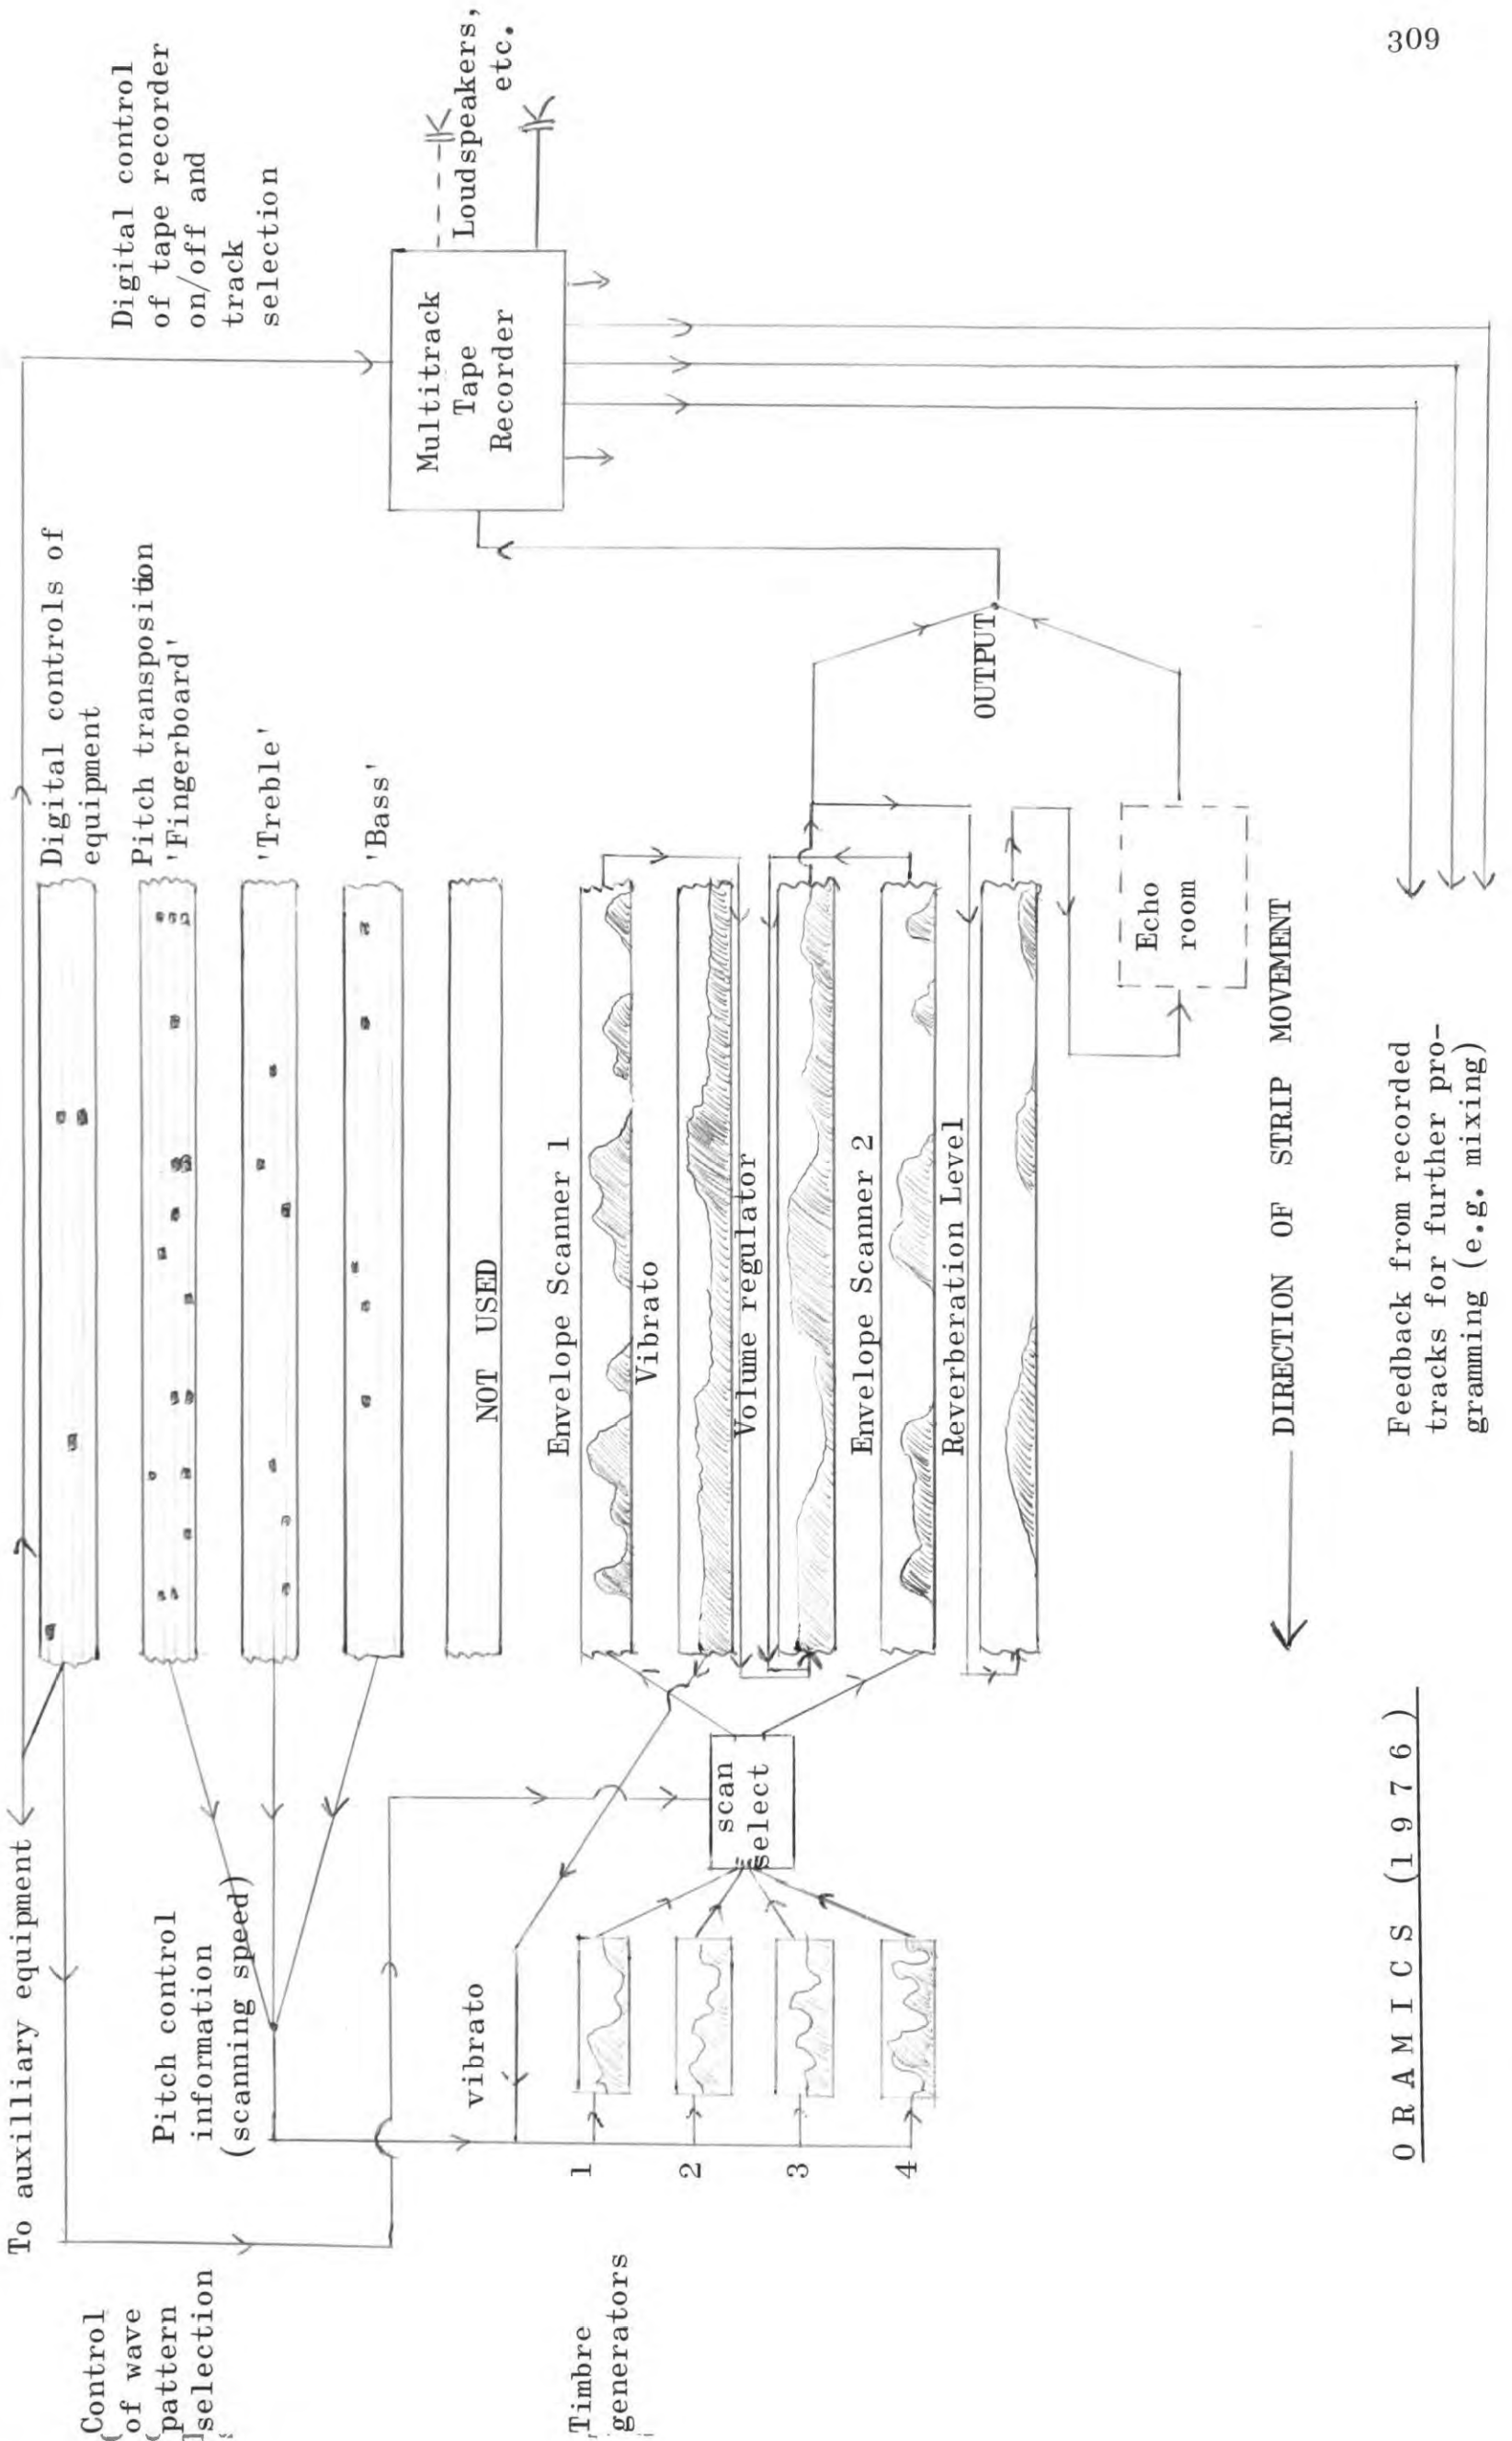 309
To auxilliary equipment
Control
of wave
pattern
selection
Digital controls of
equipment
Digital control
of tape recorder
on/off and
track
selection
Pitch transposition
'Fingerboard'
'Treble'
'Bass'
Pitch control
information
(scanning speed)
NOT USED
Multitrack
Tape
Recorder
Loudspeakers,
etc.
vibrato
Timbre
generators
1
2
3
4
scan
select
Envelope Scanner 1
Vibrato
Volume regulator
Envelope Scanner 2
Reverberation Level
OUTPUT
Echo
room
DIRECTION OF STRIP MOVEMENT
Feedback from recorded
tracks for further pro-
gramming (e.g. mixing)
O R A M I C S (1 9 7 6 )